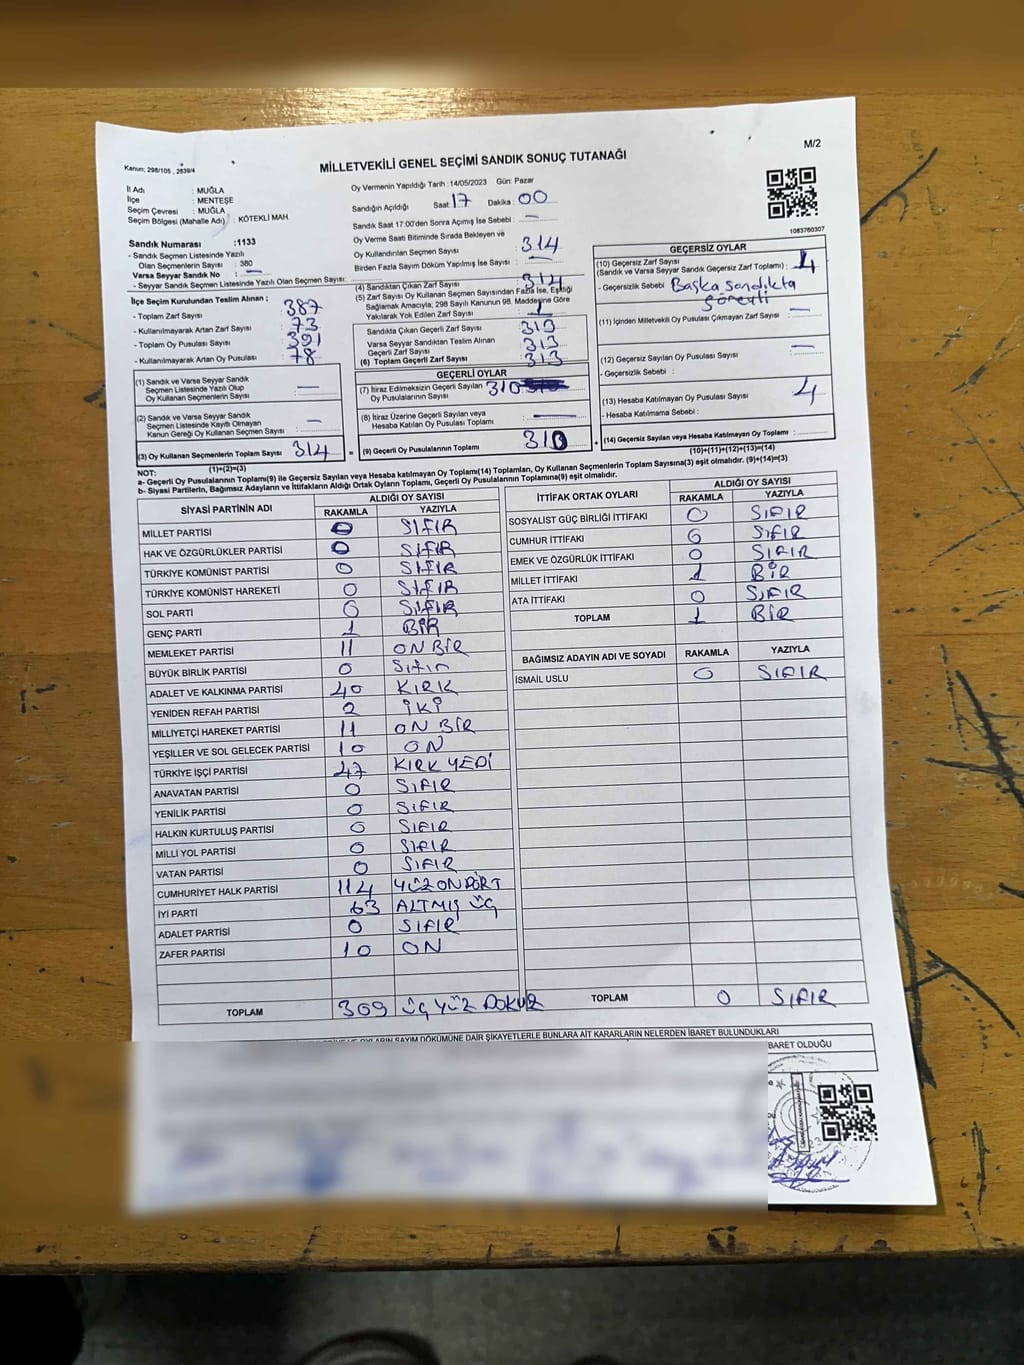 M/2
Kanun; 298/105 , 2839/4
MİLLETVEKİLİ GENEL SEÇİMİ SANDIK SONUÇ TUTANAĞI
İl Adı : MUĞLA
İlçe : MENTEŞE
Seçim Çevresi : MUĞLA
Seçim Bölgesi (Mahalle Adı) : KÖTEKLİ MAH.
Sandık Numarası :1133
- Sandık Seçmen Listesinde Yazılı
Olan Seçmenlerin Sayısı : 380
Varsa Seyyar Sandık No : —
- Seyyar Sandık Seçmen Listesinde Yazılı Olan Seçmen Sayısı:
Oy Vermenin Yapıldığı Tarih :14/05/2023 Gün: Pazar
Sandığın Açıldığı Saat 17 Dakika : 00
Sandık Saat 17:00'den Sonra Açımış İse Sebebi : —
Oy Verme Saati Bitiminde Sırada Bekleyen ve
Oy Kullandırılan Seçmen Sayısı : 314
Birden Fazla Sayım Döküm Yapılmış İse Sayısı : —
1083760307
İlçe Seçim Kurulundan Teslim Alınan ;
- Toplam Zarf Sayısı : 387
- Kullanılmayarak Artan Zarf Sayısı : 73
- Toplam Oy Pusulası Sayısı : 391
- Kullanılmayarak Artan Oy Pusulası : 78
(4) Sandıktan Çıkan Zarf Sayısı : 314
(5) Zarf Sayısı Oy Kullanan Seçmen Sayısından Fazla İse, Eşitliği
Sağlamak Amacıyla; 298 Sayılı Kanunun 98. Maddesine Göre
Yakılarak Yok Edilen Zarf Sayısı : 1
Sandıkta Çıkan Geçerli Zarf Sayısı : 313
Varsa Seyyar Sandıktan Teslim Alınan
Geçerli Zarf Sayısı : 313
(6) Toplam Geçerli Zarf Sayısı : 313
GEÇERSİZ OYLAR
(10) Geçersiz Zarf Sayısı
(Sandık ve Varsa Seyyar Sandık Geçersiz Zarf Toplamı) :
- Geçersizlik Sebebi : Başka sandıkta
görevli
(11) İçinden Milletvekili Oy Pusulası Çıkmayan Zarf Sayısı : —
(12) Geçersiz Sayılan Oy Pusulası Sayısı : —
- Geçersizlik Sebebi :
(13) Hesaba Katılmayan Oy Pusulası Sayısı : 4
- Hesaba Katılmama Sebebi :
(14) Geçersiz Sayılan veya Hesaba Katılmayan Oy Toplamı :
(10)+(11)+(12)+(13)=(14)
(1) Sandık ve Varsa Seyyar Sandık
Seçmen Listesinde Yazılı Olup
Oy Kullanan Seçmenlerin Sayısı : —
(2) Sandık ve Varsa Seyyar Sandık
Seçmen Listesinde Kayıtlı Olmayan
Kanun Gereği Oy Kullanan Seçmen Sayısı : —
(3) Oy Kullanan Seçmenlerin Toplam Sayısı : 314
(1)+(2)=(3)
GEÇERLİ OYLAR
(7) İtiraz Edilmeksizin Geçerli Sayılan
Oy Pusulalarının Sayısı : 310
(8) İtiraz Üzerine Geçerli Sayılan veya
Hesaba Katılan Oy Pusulası Toplamı : —
(9) Geçerli Oy Pusulalarının Toplamı : 310
NOT:
a- Geçerli Oy Pusulalarının Toplamı(9) ile Geçersiz Sayılan veya Hesaba katılmayan Oy Toplamı(14) Toplamları, Oy Kullanan Seçmenlerin Toplam Sayısına(3) eşit olmalıdır. (9)+(14)=(3)
b- Siyasi Partilerin, Bağımsız Adayların ve İttifakların Aldığı Ortak Oyların Toplamı, Geçerli Oy Pusulalarının Toplamına(9) eşit olmalıdır.
SİYASİ PARTİNİN ADI ALDIĞI OY SAYISI
RAKAMLA YAZIYLA
MİLLET PARTİSİ 0 SIFIR
HAK VE ÖZGÜRLÜKLER PARTİSİ 0 SIFIR
TÜRKİYE KOMÜNİST PARTİSİ 0 SIFIR
TÜRKİYE KOMÜNİST HAREKETİ 0 SIFIR
SOL PARTİ 0 SIFIR
GENÇ PARTİ 1 BİR
MEMLEKET PARTİSİ 11 ON BİR
BÜYÜK BİRLİK PARTİSİ 0 Sıfır
ADALET VE KALKINMA PARTİSİ 40 KIRK
YENİDEN REFAH PARTİSİ 2 İKİ
MİLLİYETÇİ HAREKET PARTİSİ 11 ON BİR
YEŞİLLER VE SOL GELECEK PARTİSİ 10 ON
TÜRKİYE İŞÇİ PARTİSİ 47 KIRK YEDİ
ANAVATAN PARTİSİ 0 SIFIR
YENİLİK PARTİSİ 0 SIFIR
HALKIN KURTULUŞ PARTİSİ 0 SIFIR
MİLLİ YOL PARTİSİ 0 SIFIR
VATAN PARTİSİ 0 SIFIR
CUMHURİYET HALK PARTİSİ 114 YÜZ ON DÖRT
İYİ PARTİ 63 ALTMIŞ ÜÇ
ADALET PARTİSİ 0 SIFIR
ZAFER PARTİSİ 10 ON
TOPLAM 309 ÜÇ YÜZ DOKUZ
İTTİFAK ORTAK OYLARI ALDIĞI OY SAYISI
RAKAMLA YAZIYLA
SOSYALİST GÜÇ BİRLİĞİ İTTİFAKI 0 SIFIR
CUMHUR İTTİFAKI 0 SIFIR
EMEK VE ÖZGÜRLÜK İTTİFAKI 0 SIFIR
MİLLET İTTİFAKI 1 BİR
ATA İTTİFAKI 0 SIFIR
TOPLAM 1 BİR
BAĞIMSIZ ADAYIN ADI VE SOYADI RAKAMLA YAZIYLA
İSMAİL USLU 0 SIFIR
TOPLAM 0 SIFIR
OYLARIN SAYIM DÖKÜMÜNE DAİR ŞİKAYETLERLE BUNLARA AİT KARARLARIN NELERDEN İBARET BULUNDUKLARI
BARET OLDUĞU